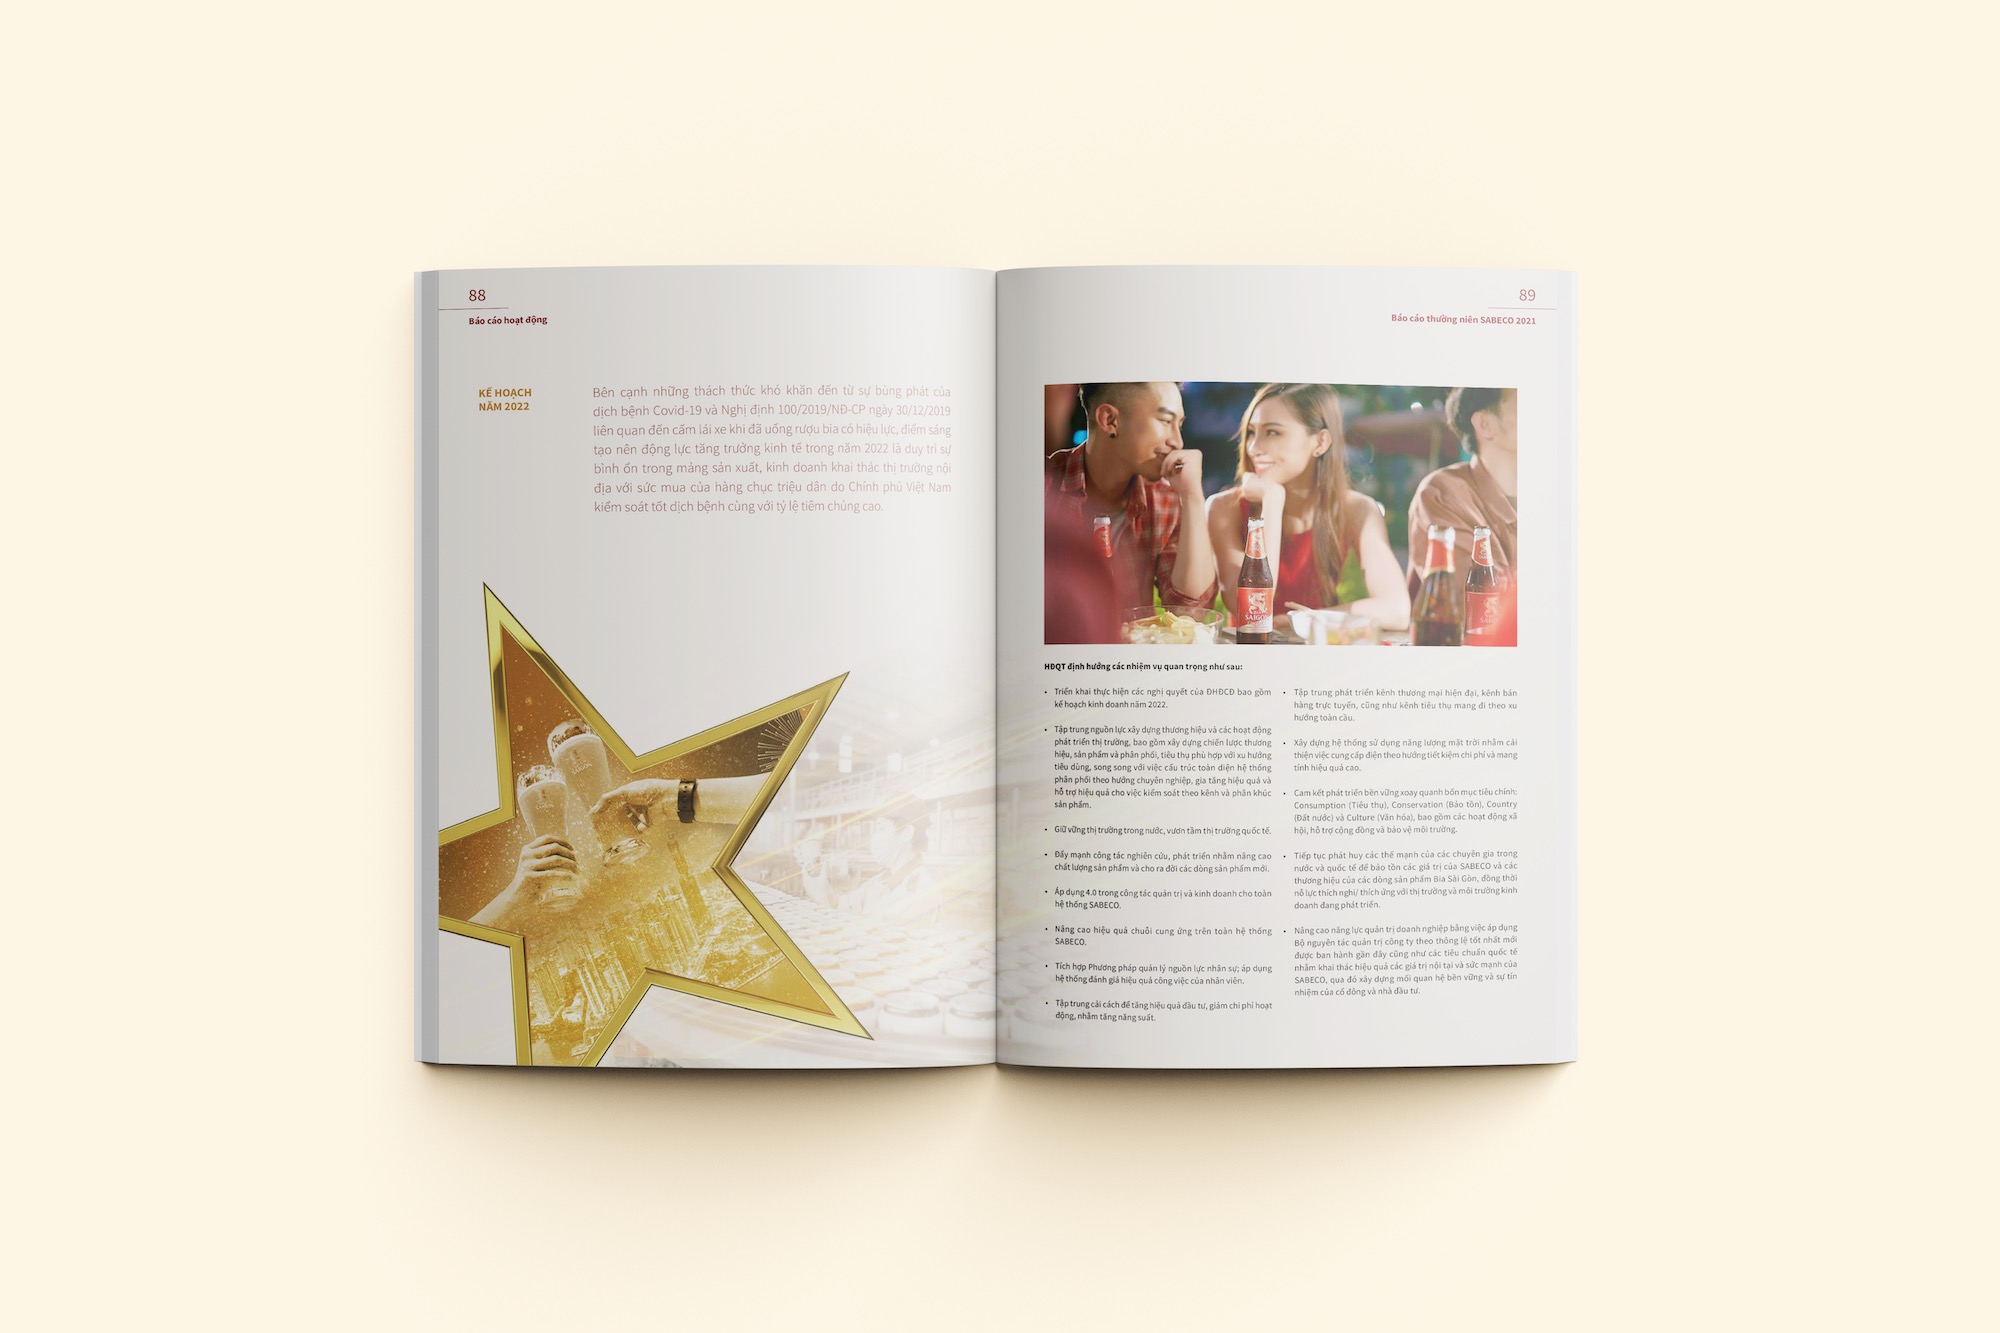 88
Báo cáo hoạt động
KẾ HOẠCH
NĂM 2022
Bên cạnh những thách thức khó khăn đến từ sự bùng phát của
dịch bệnh Covid-19 và Nghị định 100/2019/NĐ-CP ngày 30/12/2019
liên quan đến cấm lái xe khi đã uống rượu bia có hiệu lực, điểm sáng
tạo nên động lực tăng trưởng kinh tế trong năm 2022 là duy trì sự
bình ổn trong mảng sản xuất, kinh doanh khai thác thị trường nội
địa với sức mua của hàng chục triệu dân do Chính phủ Việt Nam
kiểm soát tốt dịch bệnh cùng với tỷ lệ tiêm chủng cao.
89
Báo cáo thường niên SABECO 2021
SAIGON
HĐQT định hướng các nhiệm vụ quan trọng như sau:
• Triển khai thực hiện các nghị quyết của ĐHĐCĐ bao gồm
kế hoạch kinh doanh năm 2022.
• Tập trung nguồn lực xây dựng thương hiệu và các hoạt động
phát triển thị trường, bao gồm xây dựng chiến lược thương
hiệu, sản phẩm và phân phối, tiêu thụ phù hợp với xu hướng
tiêu dùng, song song với việc cấu trúc toàn diện hệ thống
phân phối theo hướng chuyên nghiệp, gia tăng hiệu quả và
hỗ trợ hiệu quả cho việc kiểm soát theo kênh và phân khúc
sản phẩm.
• Giữ vững thị trường trong nước, vươn tầm thị trường quốc tế.
• Đẩy mạnh công tác nghiên cứu, phát triển nhằm nâng cao
chất lượng sản phẩm và cho ra đời các dòng sản phẩm mới.
• Áp dụng 4.0 trong công tác quản trị và kinh doanh cho toàn
hệ thống SABECO.
• Nâng cao hiệu quả chuỗi cung ứng trên toàn hệ thống
SABECO.
• Tích hợp Phương pháp quản lý nguồn lực nhân sự; áp dụng
hệ thống đánh giá hiệu quả công việc của nhân viên.
• Tập trung cải cách để tăng hiệu quả đầu tư, giảm chi phí hoạt
động, nhằm tăng năng suất.
• Tập trung phát triển kênh thương mại hiện đại, kênh bán
hàng trực tuyến, cũng như kênh tiêu thụ mang đi theo xu
hướng toàn cầu.
• Xây dựng hệ thống sử dụng năng lượng mặt trời nhằm cải
thiện việc cung cấp điện theo hướng tiết kiệm chi phí và mang
tính hiệu quả cao.
• Cam kết phát triển bền vững xoay quanh bốn mục tiêu chính:
Consumption (Tiêu thụ), Conservation (Bảo tồn), Country
(Đất nước) và Culture (Văn hóa), bao gồm các hoạt động xã
hội, hỗ trợ cộng đồng và bảo vệ môi trường.
• Tiếp tục phát huy các thế mạnh của các chuyên gia trong
nước và quốc tế để bảo tồn các giá trị của SABECO và các
thương hiệu của các dòng sản phẩm Bia Sài Gòn, đồng thời
nỗ lực thích nghi/ thích ứng với thị trường và môi trường kinh
doanh đang phát triển.
• Nâng cao năng lực quản trị doanh nghiệp bằng việc áp dụng
Bộ nguyên tắc quản trị công ty theo thông lệ tốt nhất mới
được ban hành gần đây cũng như các tiêu chuẩn quốc tế
nhằm khai thác hiệu quả các giá trị nội tại và sức mạnh của
SABECO, qua đó xây dựng mối quan hệ bền vững và sự tín
nhiệm của cổ đông và nhà đầu tư.